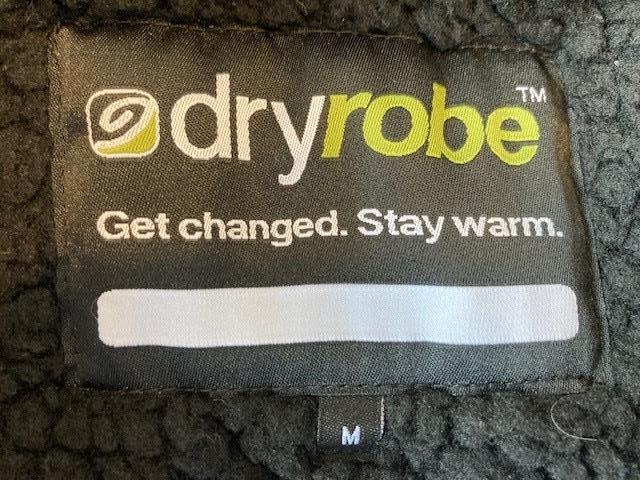 dryrobe™
Get changed. Stay warm.
M